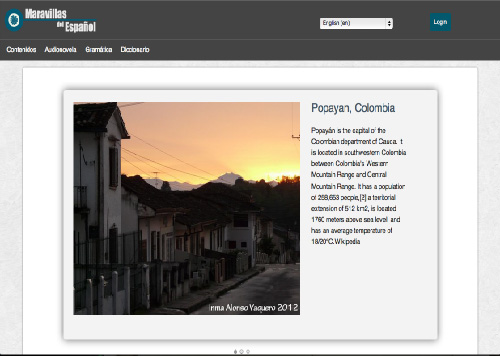 Maravillas
del Español
English (en)
Login
Contenidos Audionovela Gramática Diccionario
Popayan, Colombia
Popayán is the capital of the
Colombian department of Cauca. It
is located in southwestern Colombia
between Colombia's Western
Mountain Range and Central
Mountain Range. It has a population
of 258,653 people,[2] a territorial
extension of 512 km2, is located
1760 meters above sea level and
has an average temperature of
18/20°C.Wikipedia
Inma Alonso Vaquero 2012